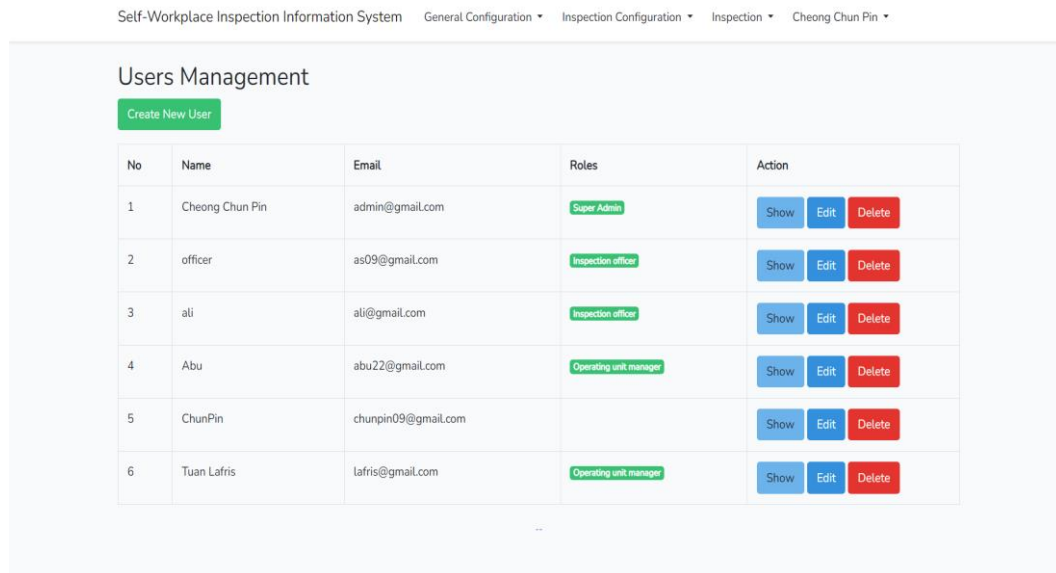 Self-Workplace Inspection Information System General Configuration Inspection Configuration Inspection Cheong Chun Pin
Users Management
Create New User
No Name Email Roles Action
1 Cheong Chun Pin admin@gmail.com Super Admin Show Edit Delete
2 officer as09@gmail.com Inspection officer Show Edit Delete
3 ali ali@gmail.com Inspection officer Show Edit Delete
4 Abu abu22@gmail.com Operating unit manager Show Edit Delete
5 ChunPin chunpin09@gmail.com Show Edit Delete
6 Tuan Lafris lafris@gmail.com Operating unit manager Show Edit Delete